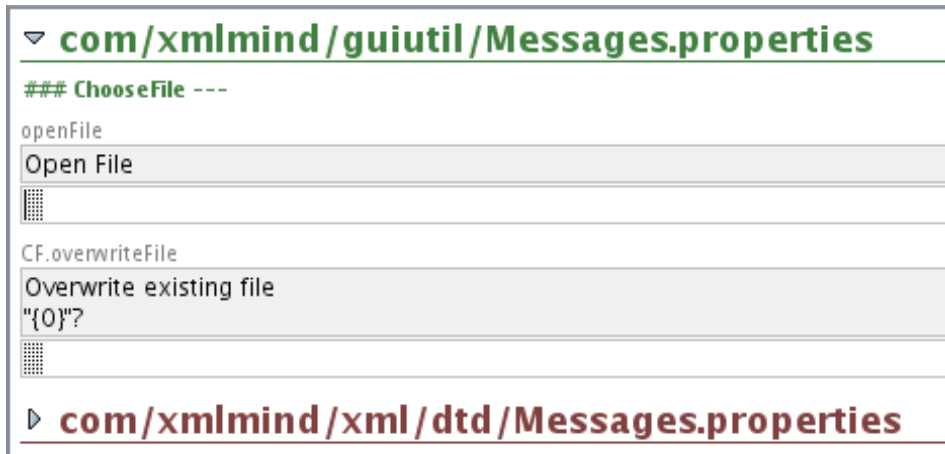 com/xmlmind/guiutil/Messages.properties
### ChooseFile ---
openFile
Open File
CF.overwriteFile
Overwrite existing file
"{0}"?
com/xmlmind/xml/dtd/Messages.properties